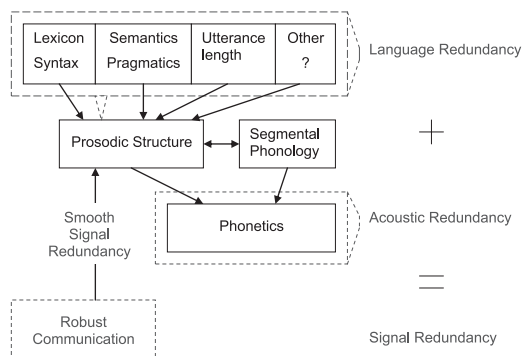 Lexicon
Syntax
Semantics
Pragmatics
Utterance
length
Other
?
Language Redundancy
Prosodic Structure
Segmental
Phonology
+
Smooth
Signal
Redundancy
Phonetics
Acoustic Redundancy
=
Robust
Communication
Signal Redundancy